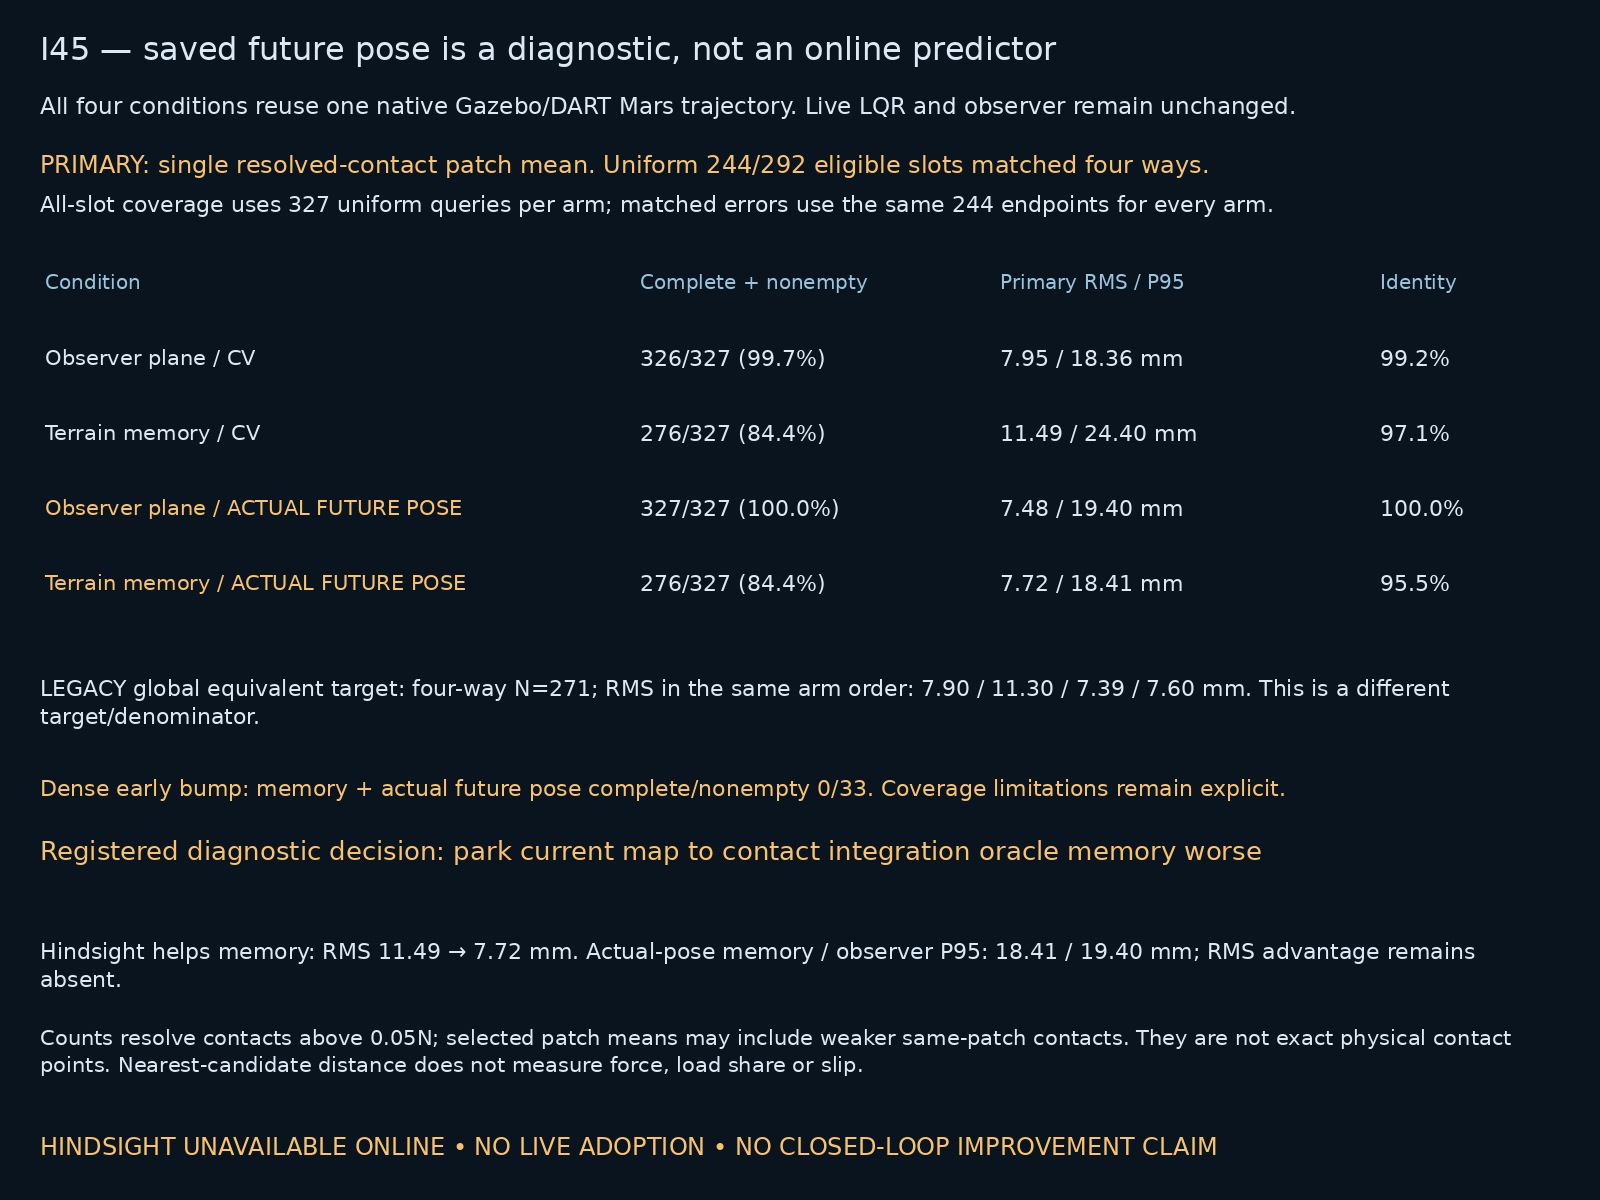 I45 — saved future pose is a diagnostic, not an online predictor
All four conditions reuse one native Gazebo/DART Mars trajectory. Live LQR and observer remain unchanged.
PRIMARY: single resolved-contact patch mean. Uniform 244/292 eligible slots matched four ways.
All-slot coverage uses 327 uniform queries per arm; matched errors use the same 244 endpoints for every arm.
Condition Complete + nonempty Primary RMS / P95 Identity
Observer plane / CV 326/327 (99.7%) 7.95 / 18.36 mm 99.2%
Terrain memory / CV 276/327 (84.4%) 11.49 / 24.40 mm 97.1%
Observer plane / ACTUAL FUTURE POSE 327/327 (100.0%) 7.48 / 19.40 mm 100.0%
Terrain memory / ACTUAL FUTURE POSE 276/327 (84.4%) 7.72 / 18.41 mm 95.5%
LEGACY global equivalent target: four-way N=271; RMS in the same arm order: 7.90 / 11.30 / 7.39 / 7.60 mm. This is a different
target/denominator.
Dense early bump: memory + actual future pose complete/nonempty 0/33. Coverage limitations remain explicit.
Registered diagnostic decision: park current map to contact integration oracle memory worse
Hindsight helps memory: RMS 11.49 → 7.72 mm. Actual-pose memory / observer P95: 18.41 / 19.40 mm; RMS advantage remains
absent.
Counts resolve contacts above 0.05N; selected patch means may include weaker same-patch contacts. They are not exact physical contact
points. Nearest-candidate distance does not measure force, load share or slip.
HINDSIGHT UNAVAILABLE ONLINE • NO LIVE ADOPTION • NO CLOSED-LOOP IMPROVEMENT CLAIM